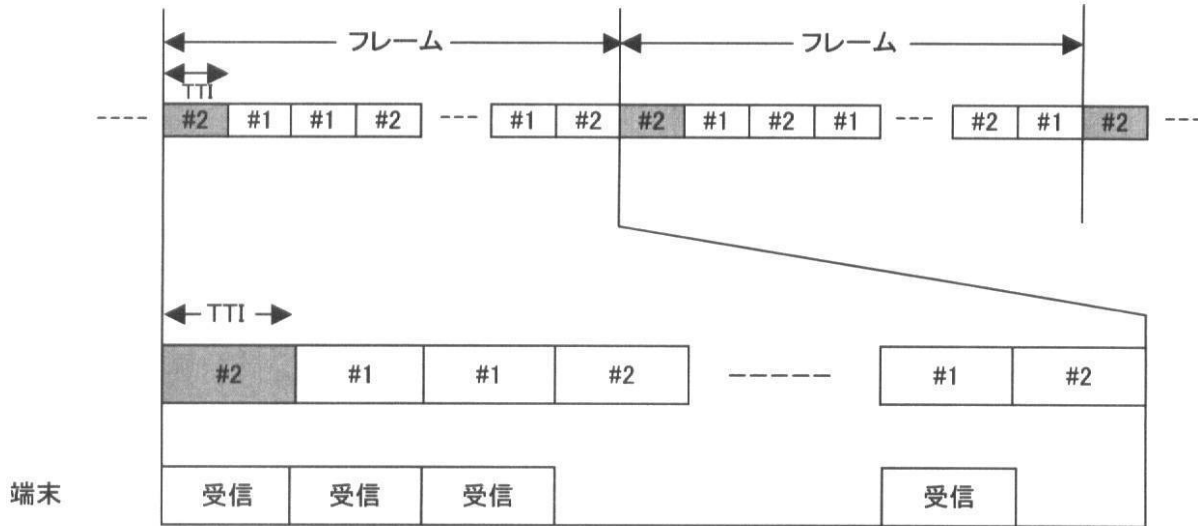 フレーム フレーム
TTI
---- #2 #1 #1 #2 --- #1 #2 #2 #1 #2 #1 ---- #2 #1 #2 ---
TTI
#2 #1 #1 #2 ----- #1 #2
端末 受信 受信 受信 受信